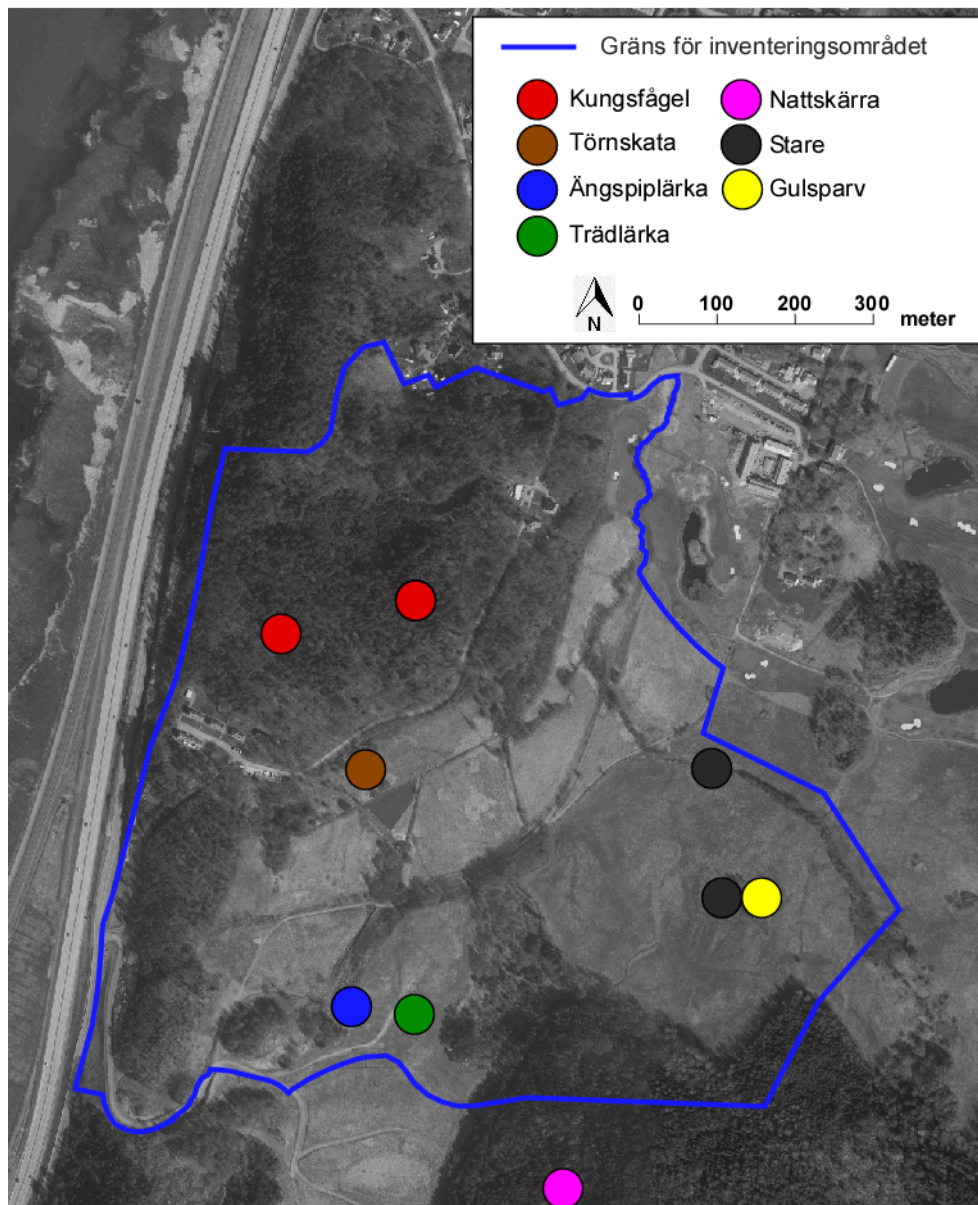 Gräns för inventeringsområdet
Kungsfågel
Nattskärra
Törnskata
Stare
Ängspiplärka
Gulsparv
Trädlärka
N
0 100 200 300
meter